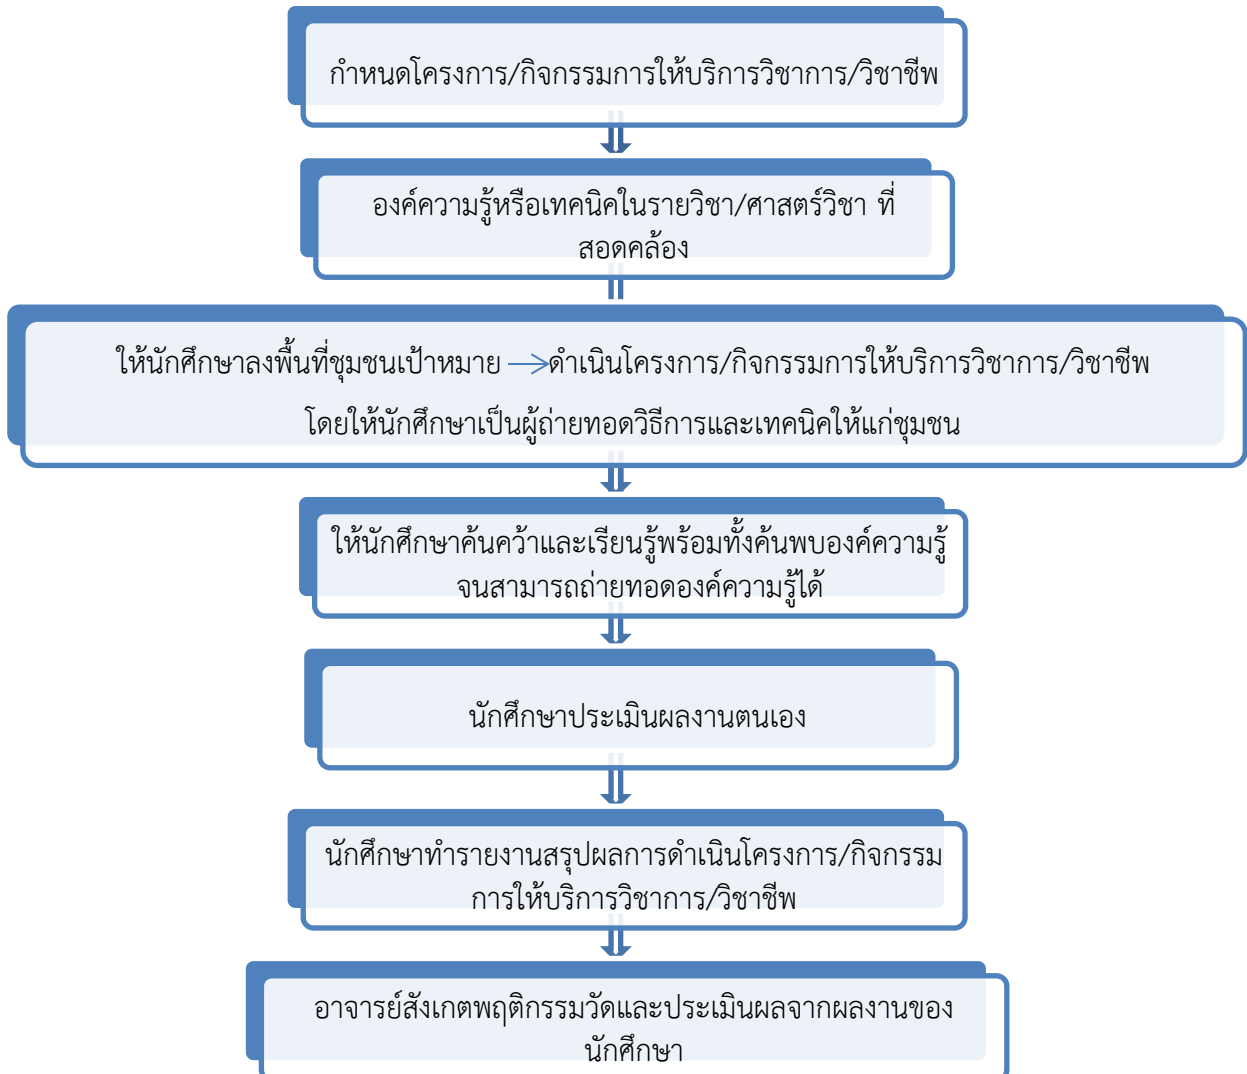 กำหนดโครงการ/กิจกรรมการให้บริการวิชาการ/วิชาชีพ
องค์ความรู้หรือเทคนิคในรายวิชา/ศาสตร์วิชา ที่
สอดคล้อง
ให้นักศึกษาลงพื้นที่ชุมชนเป้าหมาย → ดำเนินโครงการ/กิจกรรมการให้บริการวิชาการ/วิชาชีพ
โดยให้นักศึกษาเป็นผู้ถ่ายทอดวิธีการและเทคนิคให้แก่ชุมชน
ให้นักศึกษาค้นคว้าและเรียนรู้พร้อมทั้งค้นพบองค์ความรู้
จนสามารถถ่ายทอดองค์ความรู้ได้
นักศึกษาประเมินผลงานตนเอง
นักศึกษาทำรายงานสรุปผลการดำเนินโครงการ/กิจกรรม
การให้บริการวิชาการ/วิชาชีพ
อาจารย์สังเกตพฤติกรรมวัดและประเมินผลจากผลงานของ
นักศึกษา